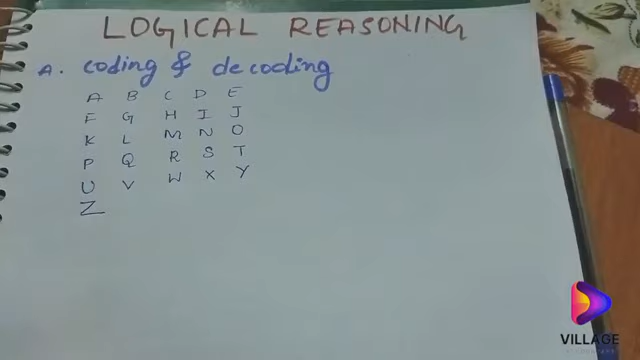 LOGICAL REASONING
A. coding & decoding
A B C D E
F G H I J
K L M N O
P Q R S T
U V W X Y
Z
VILLAGE